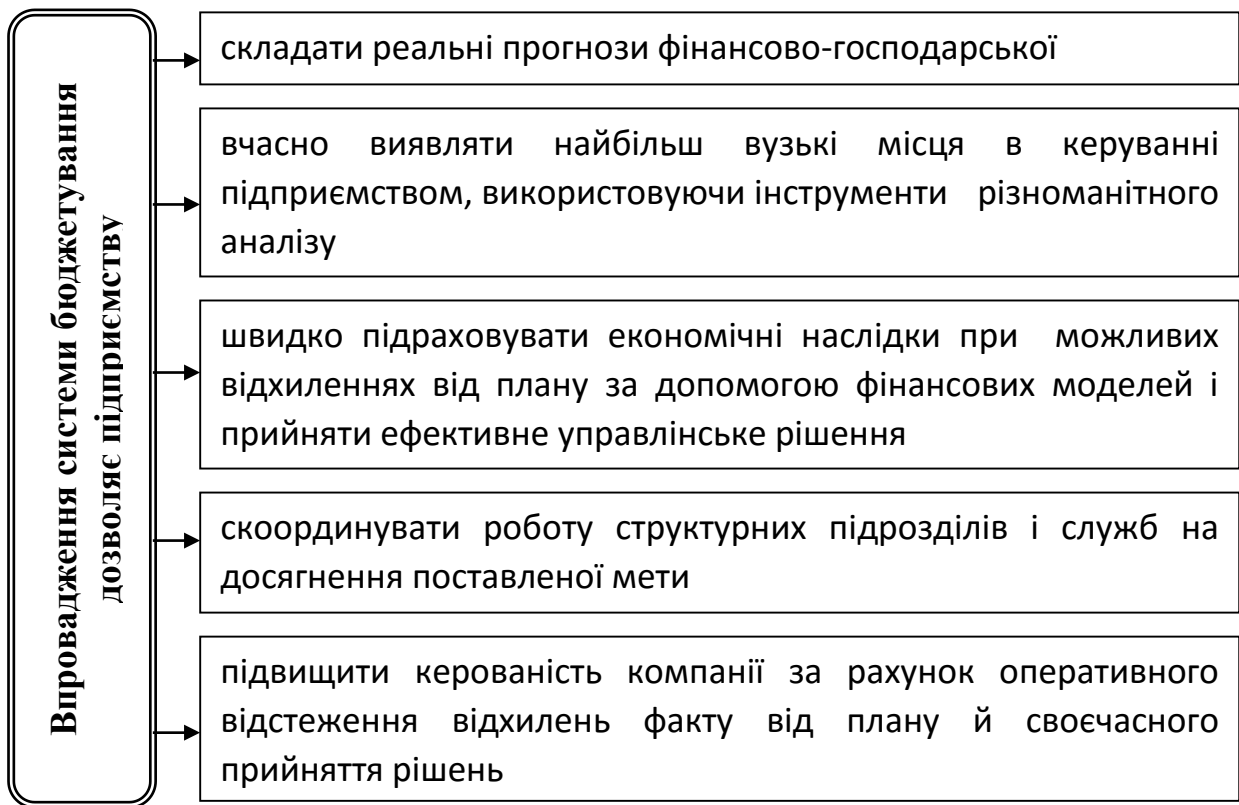 Впровадження системи бюджетування
дозволяє підприємству
складати реальні прогнози фінансово-господарської
вчасно виявляти найбільш вузькі місця в керуванні
підприємством, використовуючи інструменти різноманітного
аналізу
швидко підраховувати економічні наслідки при можливих
відхиленнях від плану за допомогою фінансових моделей і
прийняти ефективне управлінське рішення
скоординувати роботу структурних підрозділів і служб на
досягнення поставленої мети
підвищити керованість компанії за рахунок оперативного
відстеження відхилень факту від плану й своєчасного
прийняття рішень